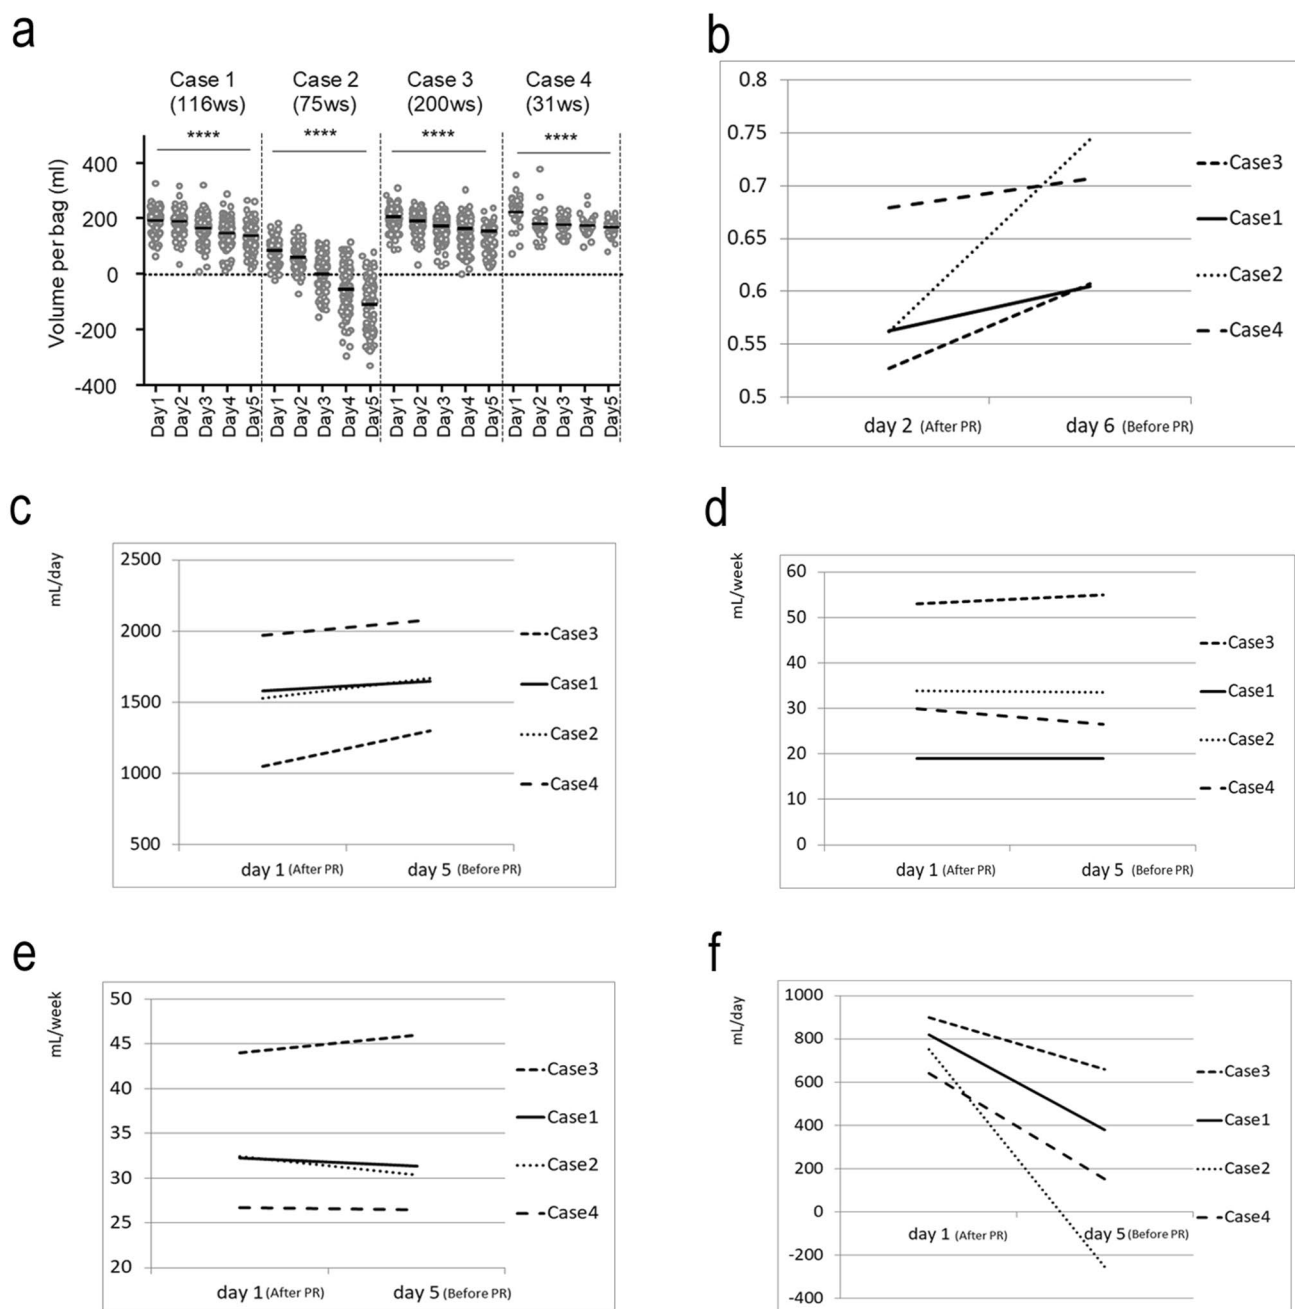 a
Case 1
(116ws)
Case 2
(75ws)
Case 3
(200ws)
Case 4
(31ws)
****
****
****
****
Volume per bag (ml)
400
200
0
-200
-400
Day1
Day2
Day3
Day4
Day5
Day1
Day2
Day3
Day4
Day5
Day1
Day2
Day3
Day4
Day5
Day1
Day2
Day3
Day4
Day5
b
0.8
0.75
0.7
0.65
0.6
0.55
0.5
day 2 (After PR)
day 6 (Before PR)
Case3
Case1
Case2
Case4
c
mL/day
2500
2000
1500
1000
500
day 1 (After PR)
day 5 (Before PR)
Case3
Case1
Case2
Case4
d
mL/week
60
50
40
30
20
10
0
day 1 (After PR)
day 5 (Before PR)
Case3
Case1
Case2
Case4
e
mL/week
50
45
40
35
30
25
20
day 1 (After PR)
day 5 (Before PR)
Case3
Case1
Case2
Case4
f
mL/day
1000
800
600
400
200
0
-200
-400
day 1 (After PR)
day 5 (Before PR)
Case3
Case1
Case2
Case4